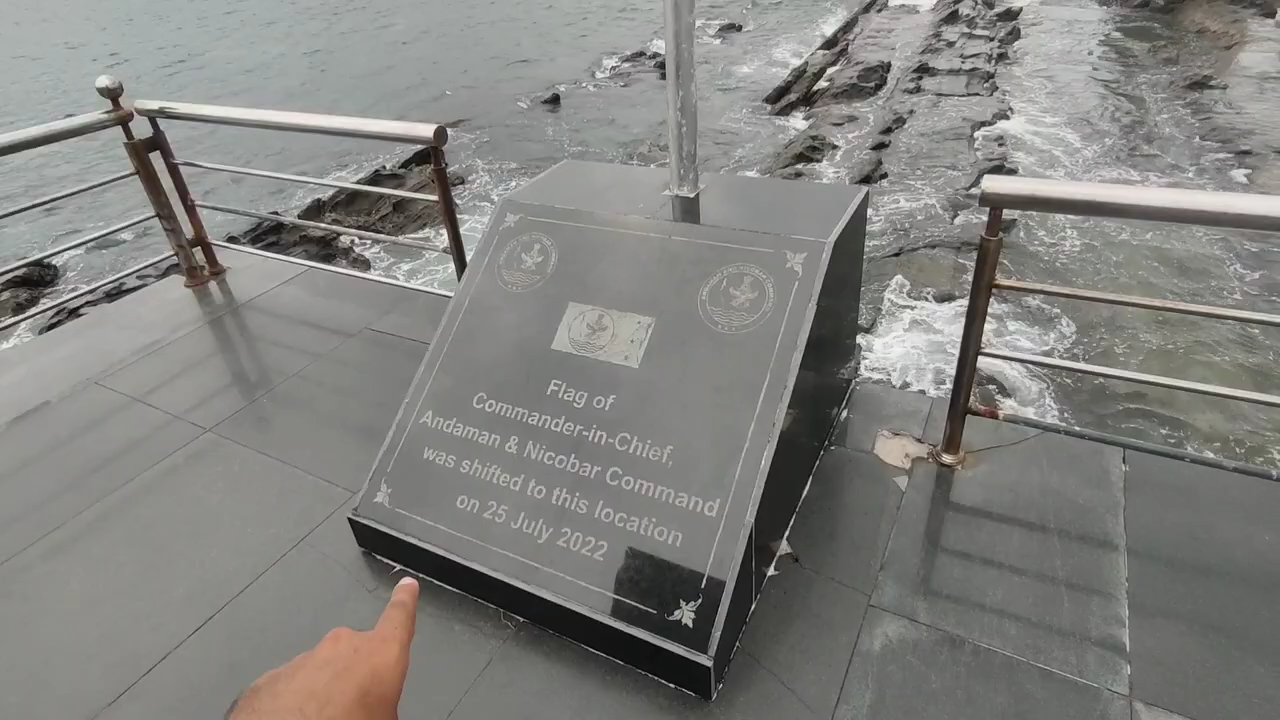 Flag of
Commander-in-Chief,
Andaman & Nicobar Command
was shifted to this location
on 25 July 2022